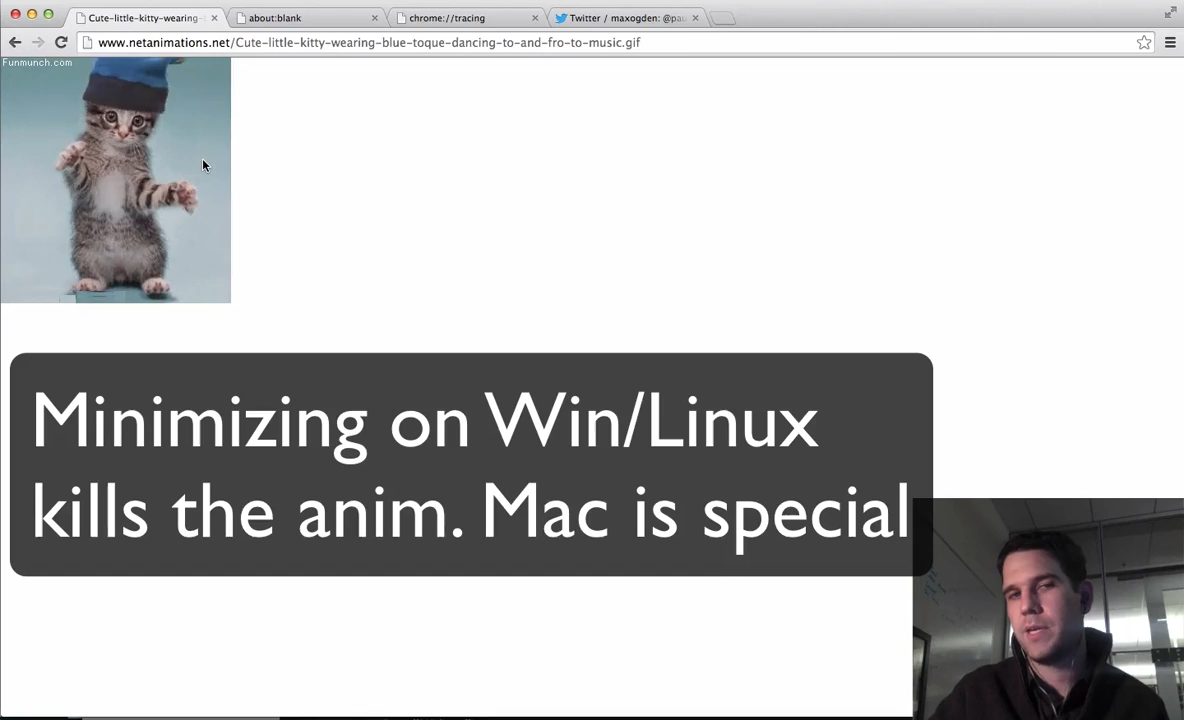 Cute-little-kitty-wearing-
about:blank
chrome://tracing
Twitter / maxogden: @pau
www.netanimations.net/Cute-little-kitty-wearing-blue-toque-dancing-to-and-fro-to-music.gif
Funmunch.com
Minimizing on Win/Linux
kills the anim. Mac is special